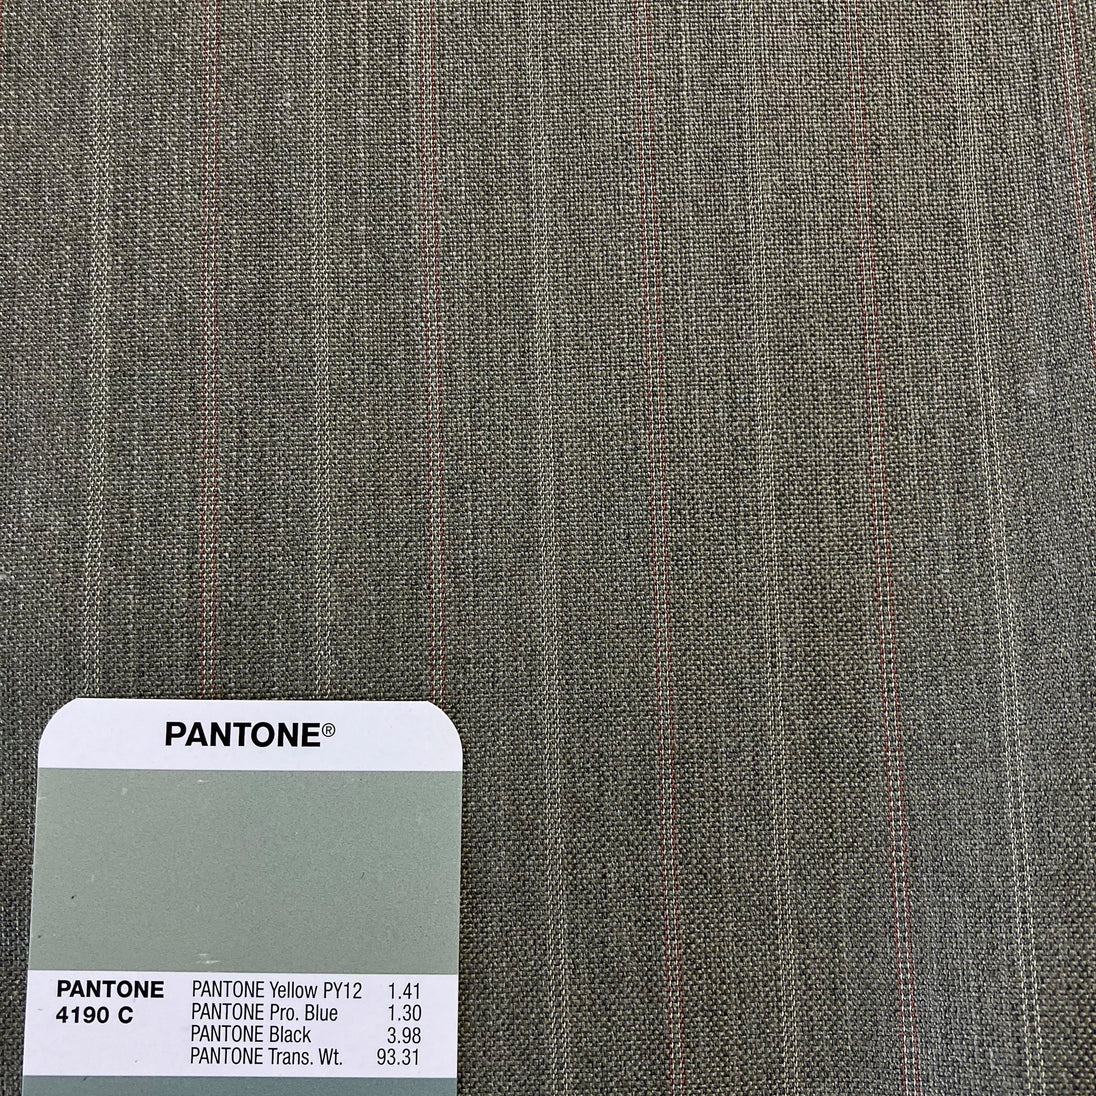 PANTONE®
PANTONE
4190 C
PANTONE Yellow PY12 1.41
PANTONE Pro. Blue 1.30
PANTONE Black 3.98
PANTONE Trans. Wt. 93.31